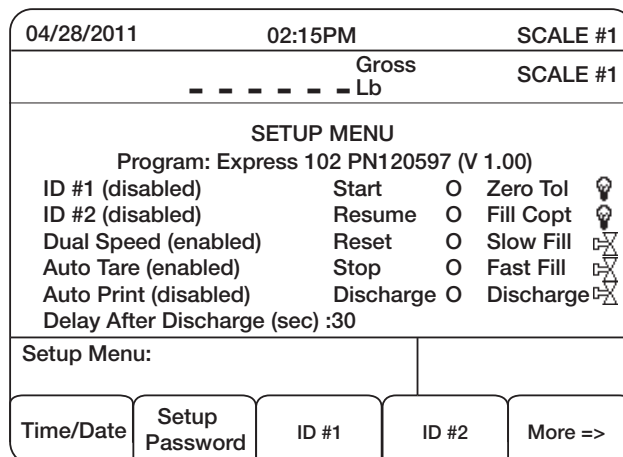 04/28/2011 02:15PM SCALE #1
Gross SCALE #1
_ _ _ _ _ _ Lb
SETUP MENU
Program: Express 102 PN120597 (V 1.00)
ID #1 (disabled) Start O Zero Tol
ID #2 (disabled) Resume O Fill Copt
Dual Speed (enabled) Reset O Slow Fill
Auto Tare (enabled) Stop O Fast Fill
Auto Print (disabled) Discharge O Discharge
Delay After Discharge (sec) :30
Setup Menu:
Time/Date Setup Password ID #1 ID #2 More =>